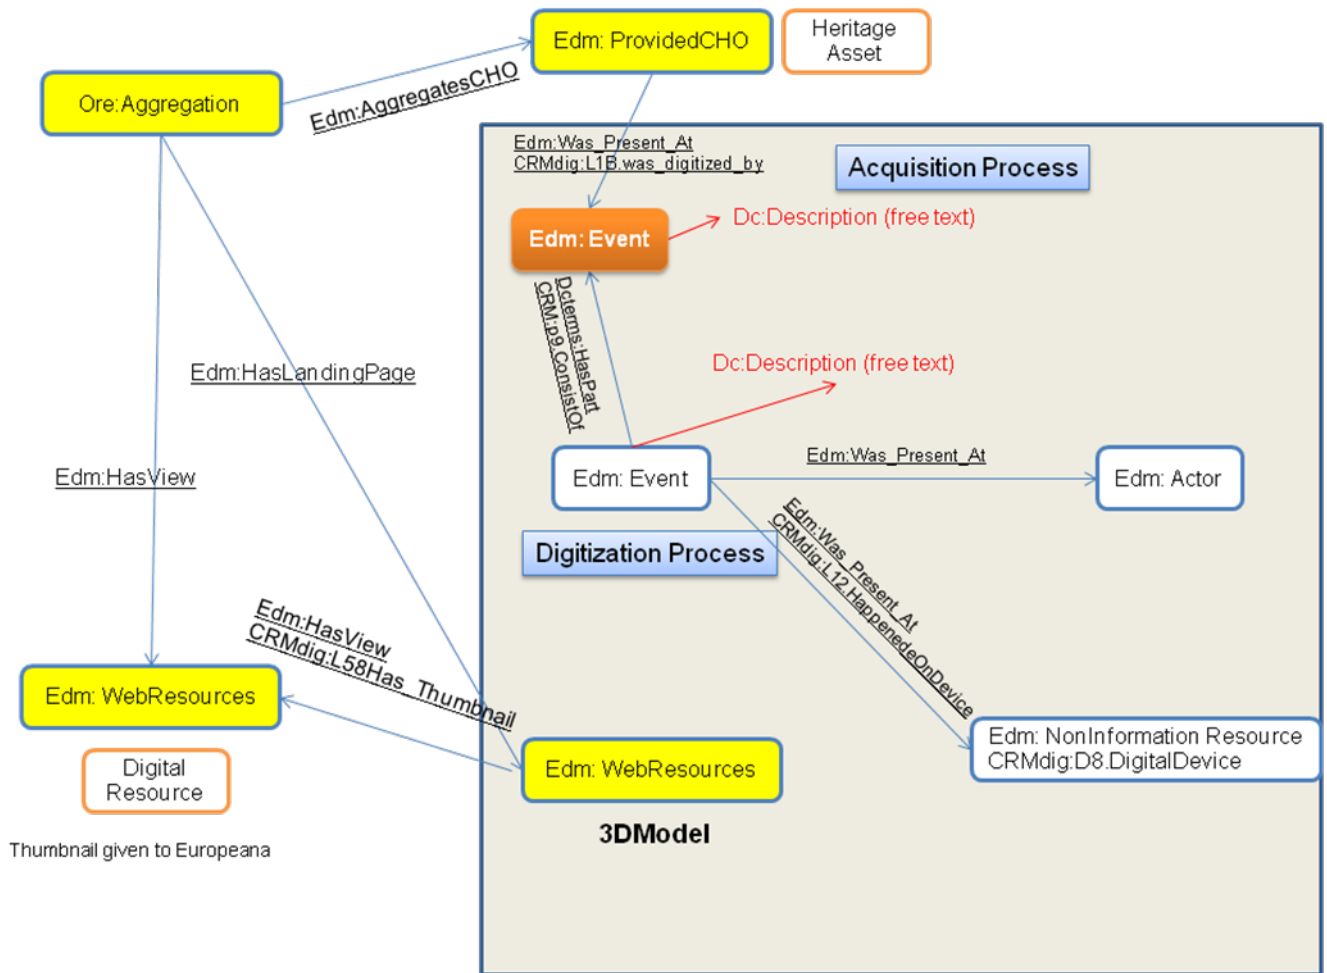 Edm: ProvidedCHO
Heritage
Asset
Ore:Aggregation
Edm:AggregatesCHO
Edm:Was_Present_At
CRMdig:L1B.was_digitized_by
Acquisition Process
Edm: Event
Dc:Description (free text)
Dcterms:HasPart
CRM:p9.ConsistOf
Dc:Description (free text)
Edm:HasLandingPage
Edm:HasView
Edm: Event
Edm:Was_Present_At
Edm: Actor
Digitization Process
Edm:Was_Present_At
CRMdig:L12.HappenedeOnDevice
Edm:HasView
CRMdig:L58Has_Thumbnail
Edm: WebResources
Digital
Resource
Thumbnail given to Europeana
Edm: WebResources
3DModel
Edm: NonInformation Resource
CRMdig:D8.DigitalDevice